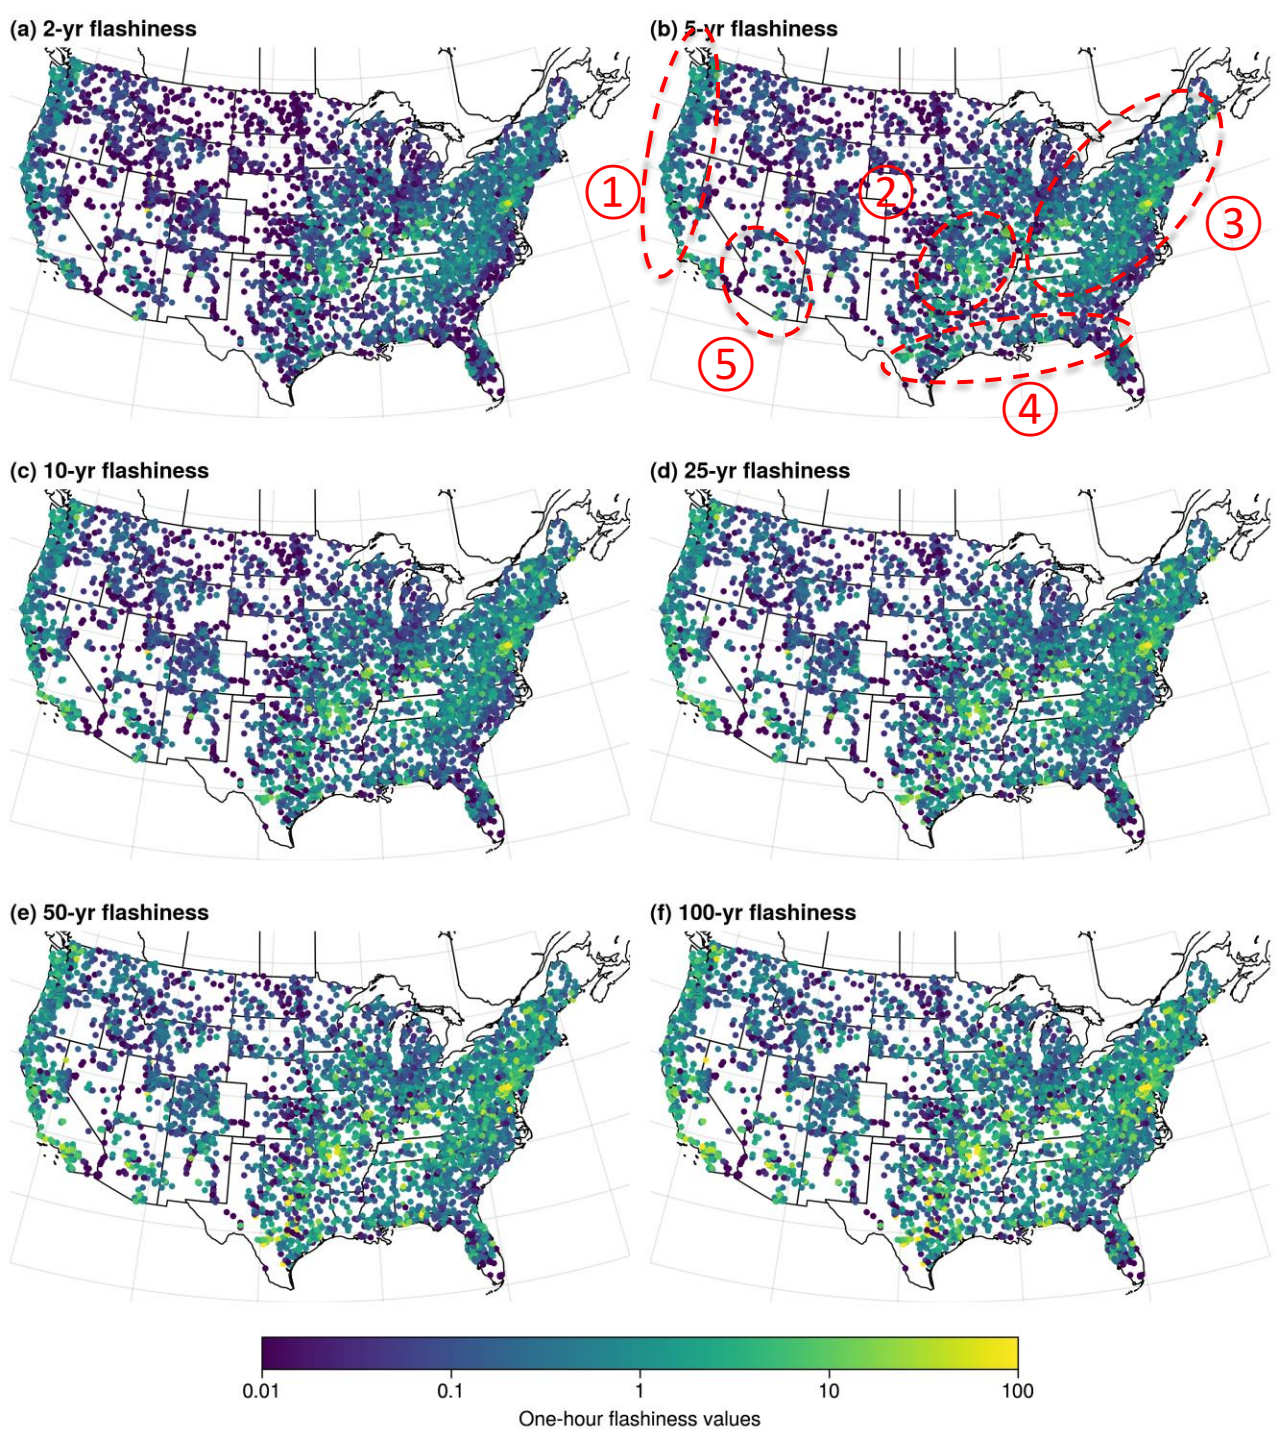 (a) 2-yr flashiness
(b) 5-yr flashiness
①
②
③
④
⑤
(c) 10-yr flashiness
(d) 25-yr flashiness
(e) 50-yr flashiness
(f) 100-yr flashiness
0.01 0.1 1 10 100
One-hour flashiness values